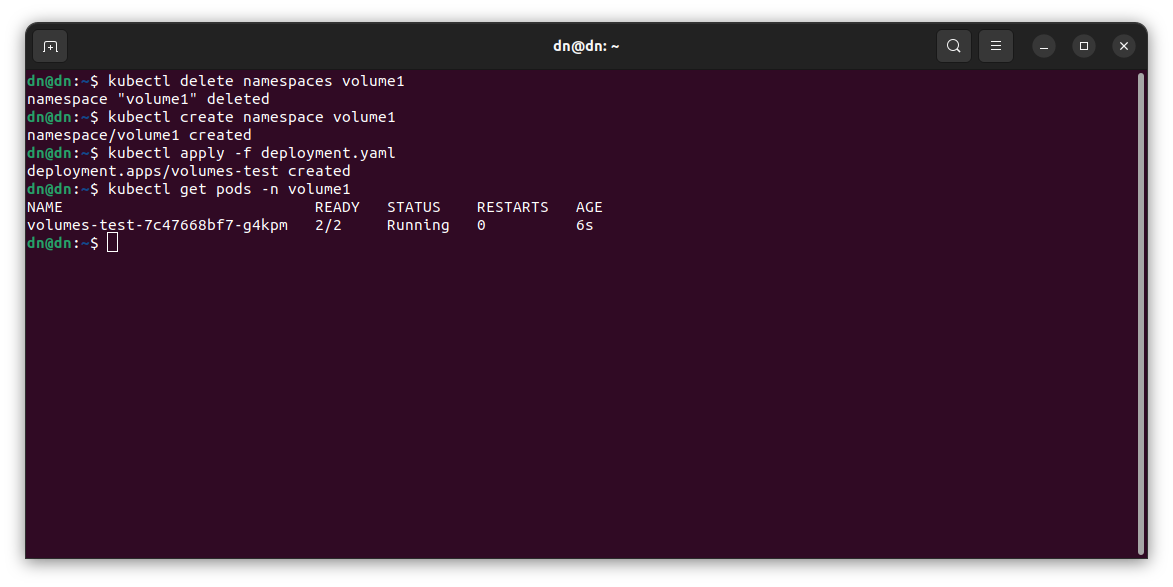 dn@dn: ~
dn@dn:~$ kubectl delete namespaces volume1
namespace "volume1" deleted
dn@dn:~$ kubectl create namespace volume1
namespace/volume1 created
dn@dn:~$ kubectl apply -f deployment.yaml
deployment.apps/volumes-test created
dn@dn:~$ kubectl get pods -n volume1
NAME                            READY   STATUS    RESTARTS   AGE
volumes-test-7c47668bf7-g4kpm   2/2     Running   0          6s
dn@dn:~$